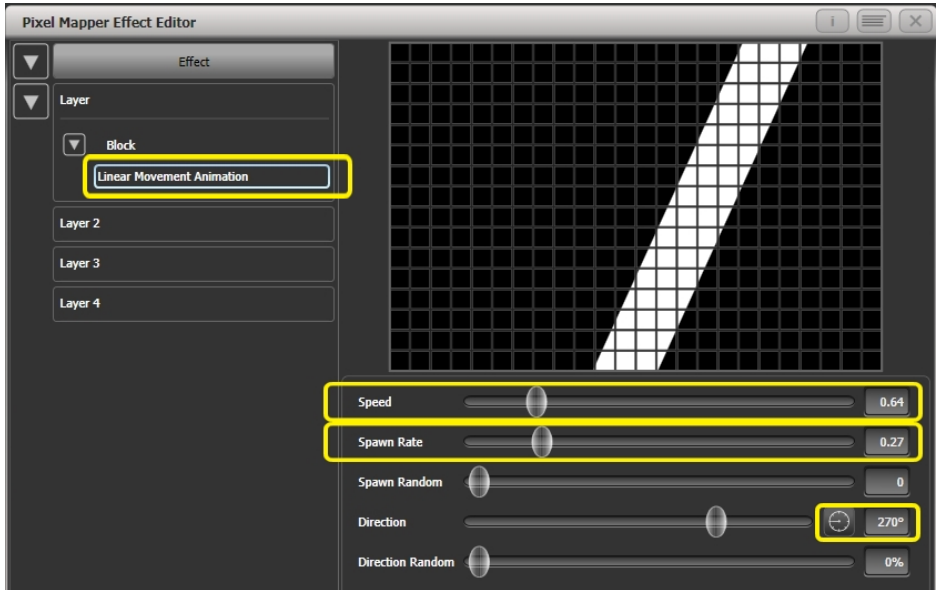 Pixel Mapper Effect Editor
i
Effect
Layer
Block
Linear Movement Animation
Layer 2
Layer 3
Layer 4
Speed 0.64
Spawn Rate 0.27
Spawn Random 0
Direction 270°
Direction Random 0%